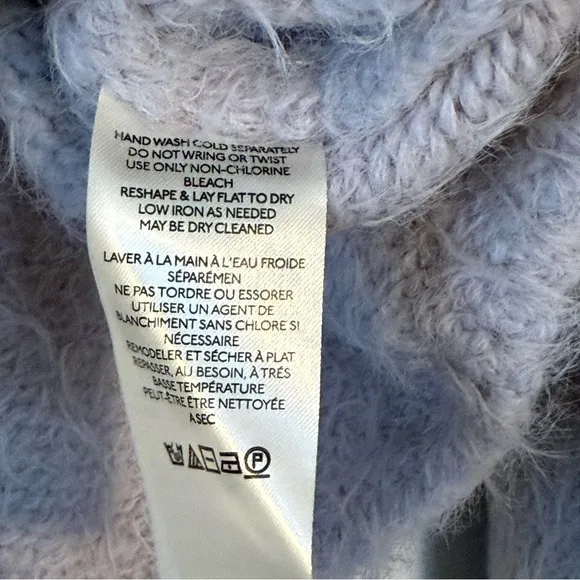 HAND WASH COLD SEPARATELY
DO NOT WRING OR TWIST
USE ONLY NON-CHLORINE
BLEACH
RESHAPE & LAY FLAT TO DRY
LOW IRON AS NEEDED
MAY BE DRY CLEANED
LAVER À LA MAIN À L'EAU FROIDE
SÉPARÉMEN
NE PAS TORDRE OU ESSORER
UTILISER UN AGENT DE
BLANCHIMENT SANS CHLORE SI
NÉCESSAIRE
REMODELER ET SÉCHER À PLAT
REPASSER, AU BESOIN, À TRÉS
BASSE TEMPÉRATURE
PEUT-ÊTRE ÊTRE NETTOYÉE
A SEC
P